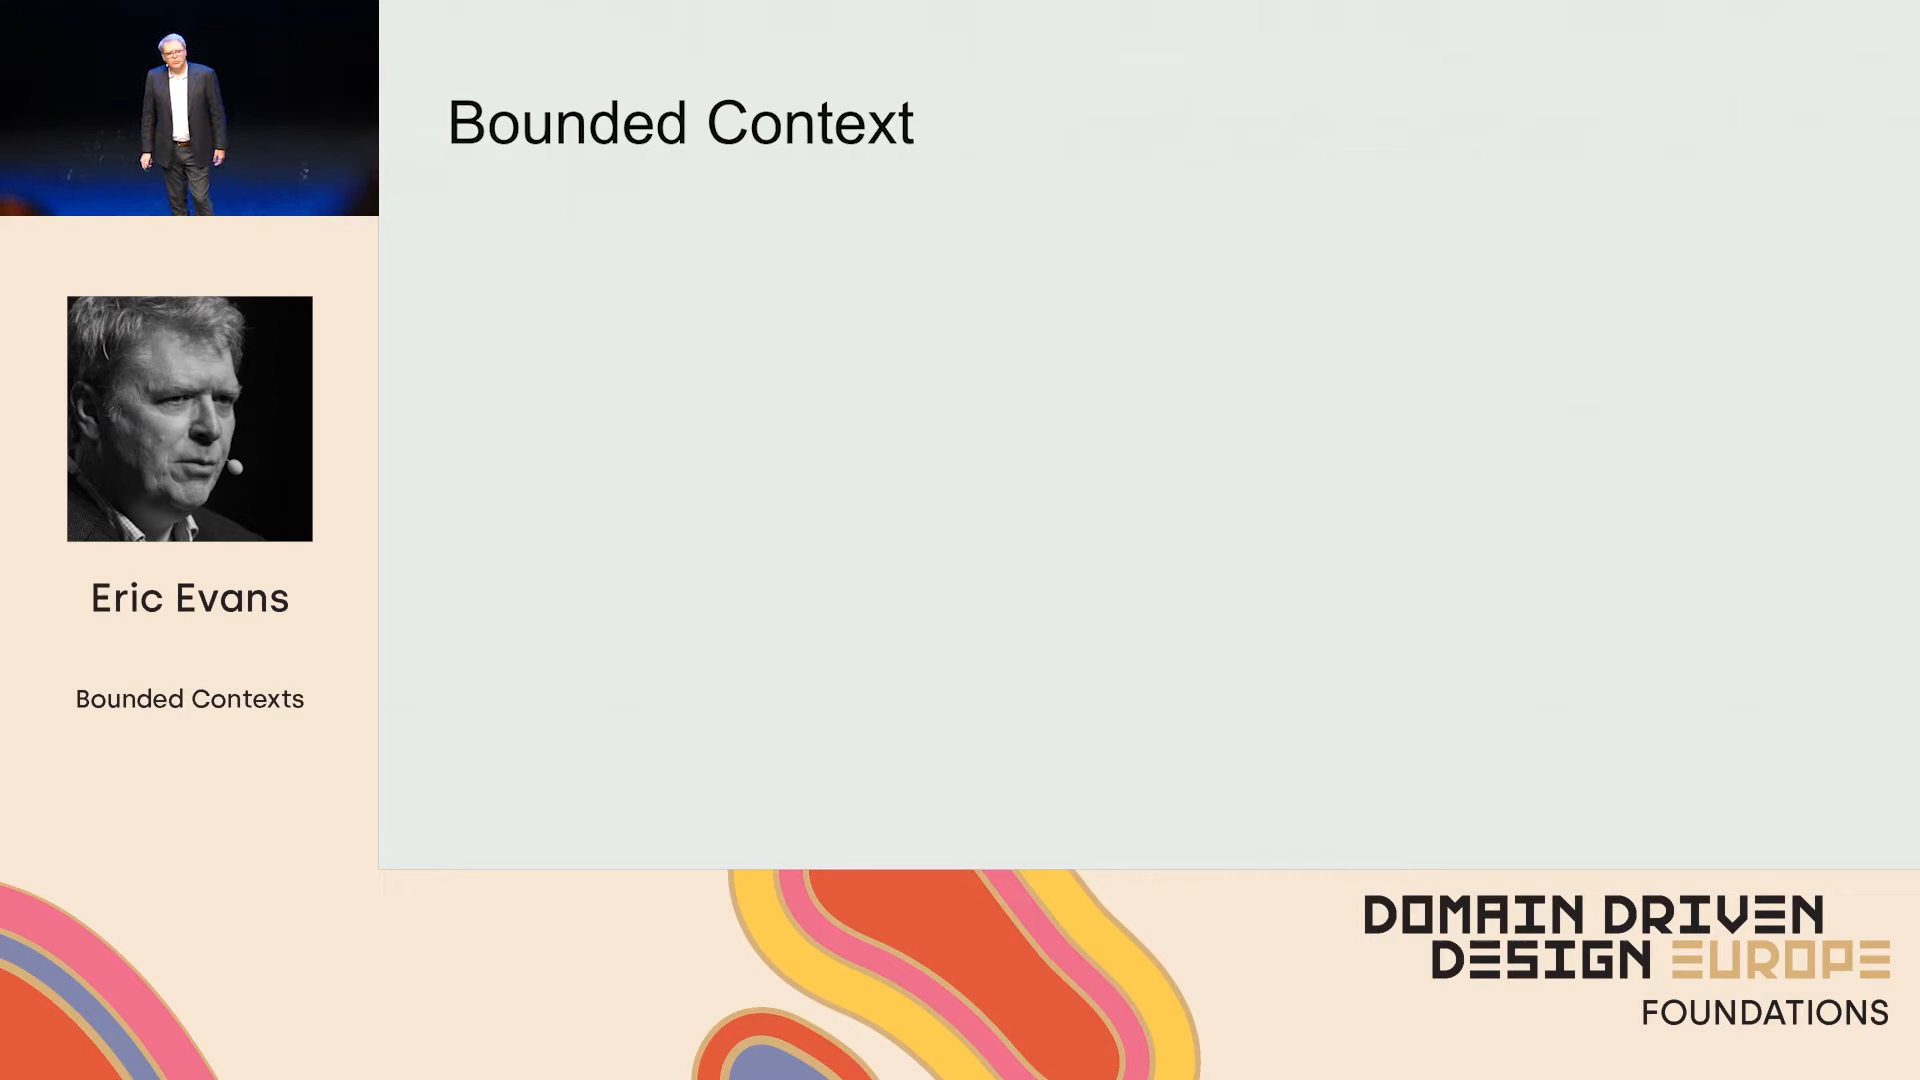 Bounded Context
Eric Evans
Bounded Contexts
DOMAIN DRIVEN
DESIGN EUROPE
FOUNDATIONS